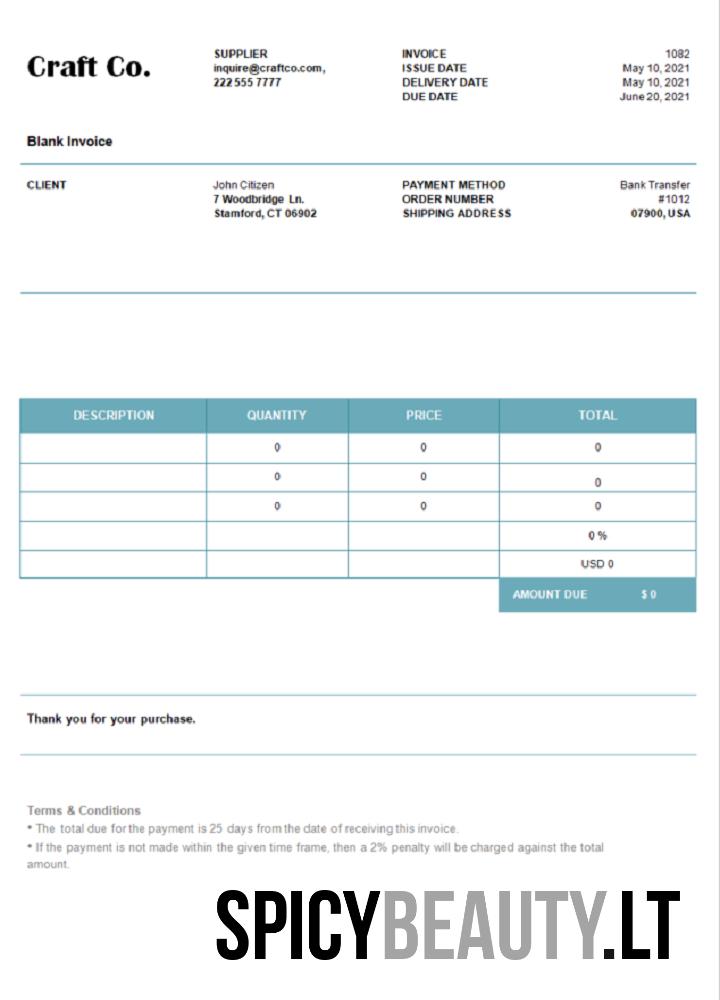 Craft Co.
SUPPLIER
inquire@craftco.com,
222 555 7777
INVOICE 1082
ISSUE DATE May 10, 2021
DELIVERY DATE May 10, 2021
DUE DATE June 20, 2021
Blank Invoice
CLIENT
John Citizen
7 Woodbridge Ln.
Stamford, CT 06902
PAYMENT METHOD Bank Transfer
ORDER NUMBER #1012
SHIPPING ADDRESS 07900, USA
DESCRIPTION QUANTITY PRICE TOTAL
0 0 0
0 0 0
0 0 0
0 %
USD 0
AMOUNT DUE $ 0
Thank you for your purchase.
Terms & Conditions
* The total due for the payment is 25 days from the date of receiving this invoice.
* If the payment is not made within the given time frame, then a 2% penalty will be charged against the total
amount.
SPICYBEAUTY.LT